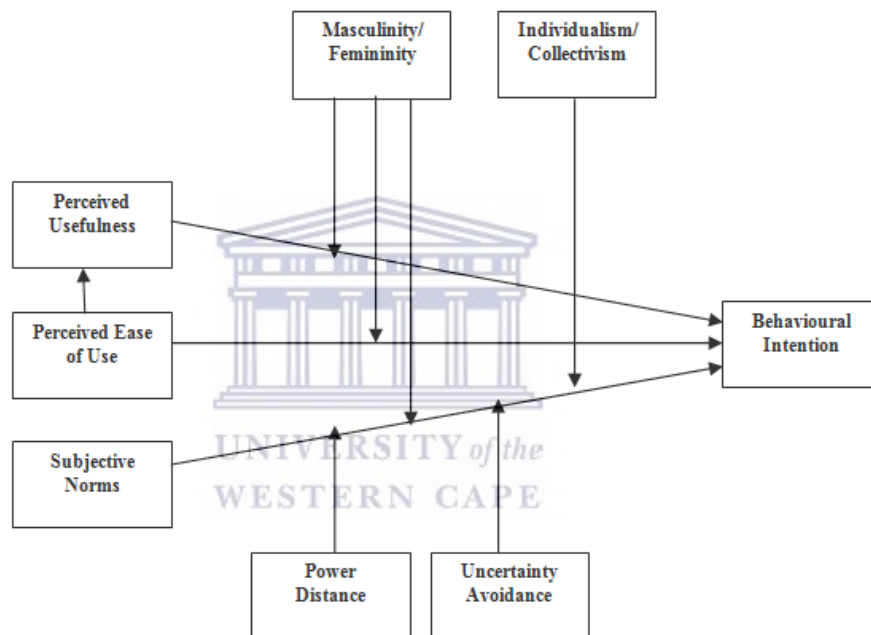 Masculinity/
Femininity
Individualism/
Collectivism
Perceived
Usefulness
Perceived Ease
of Use
Behavioural
Intention
Subjective
Norms
UNIVERSITY of the
WESTERN CAPE
Power
Distance
Uncertainty
Avoidance